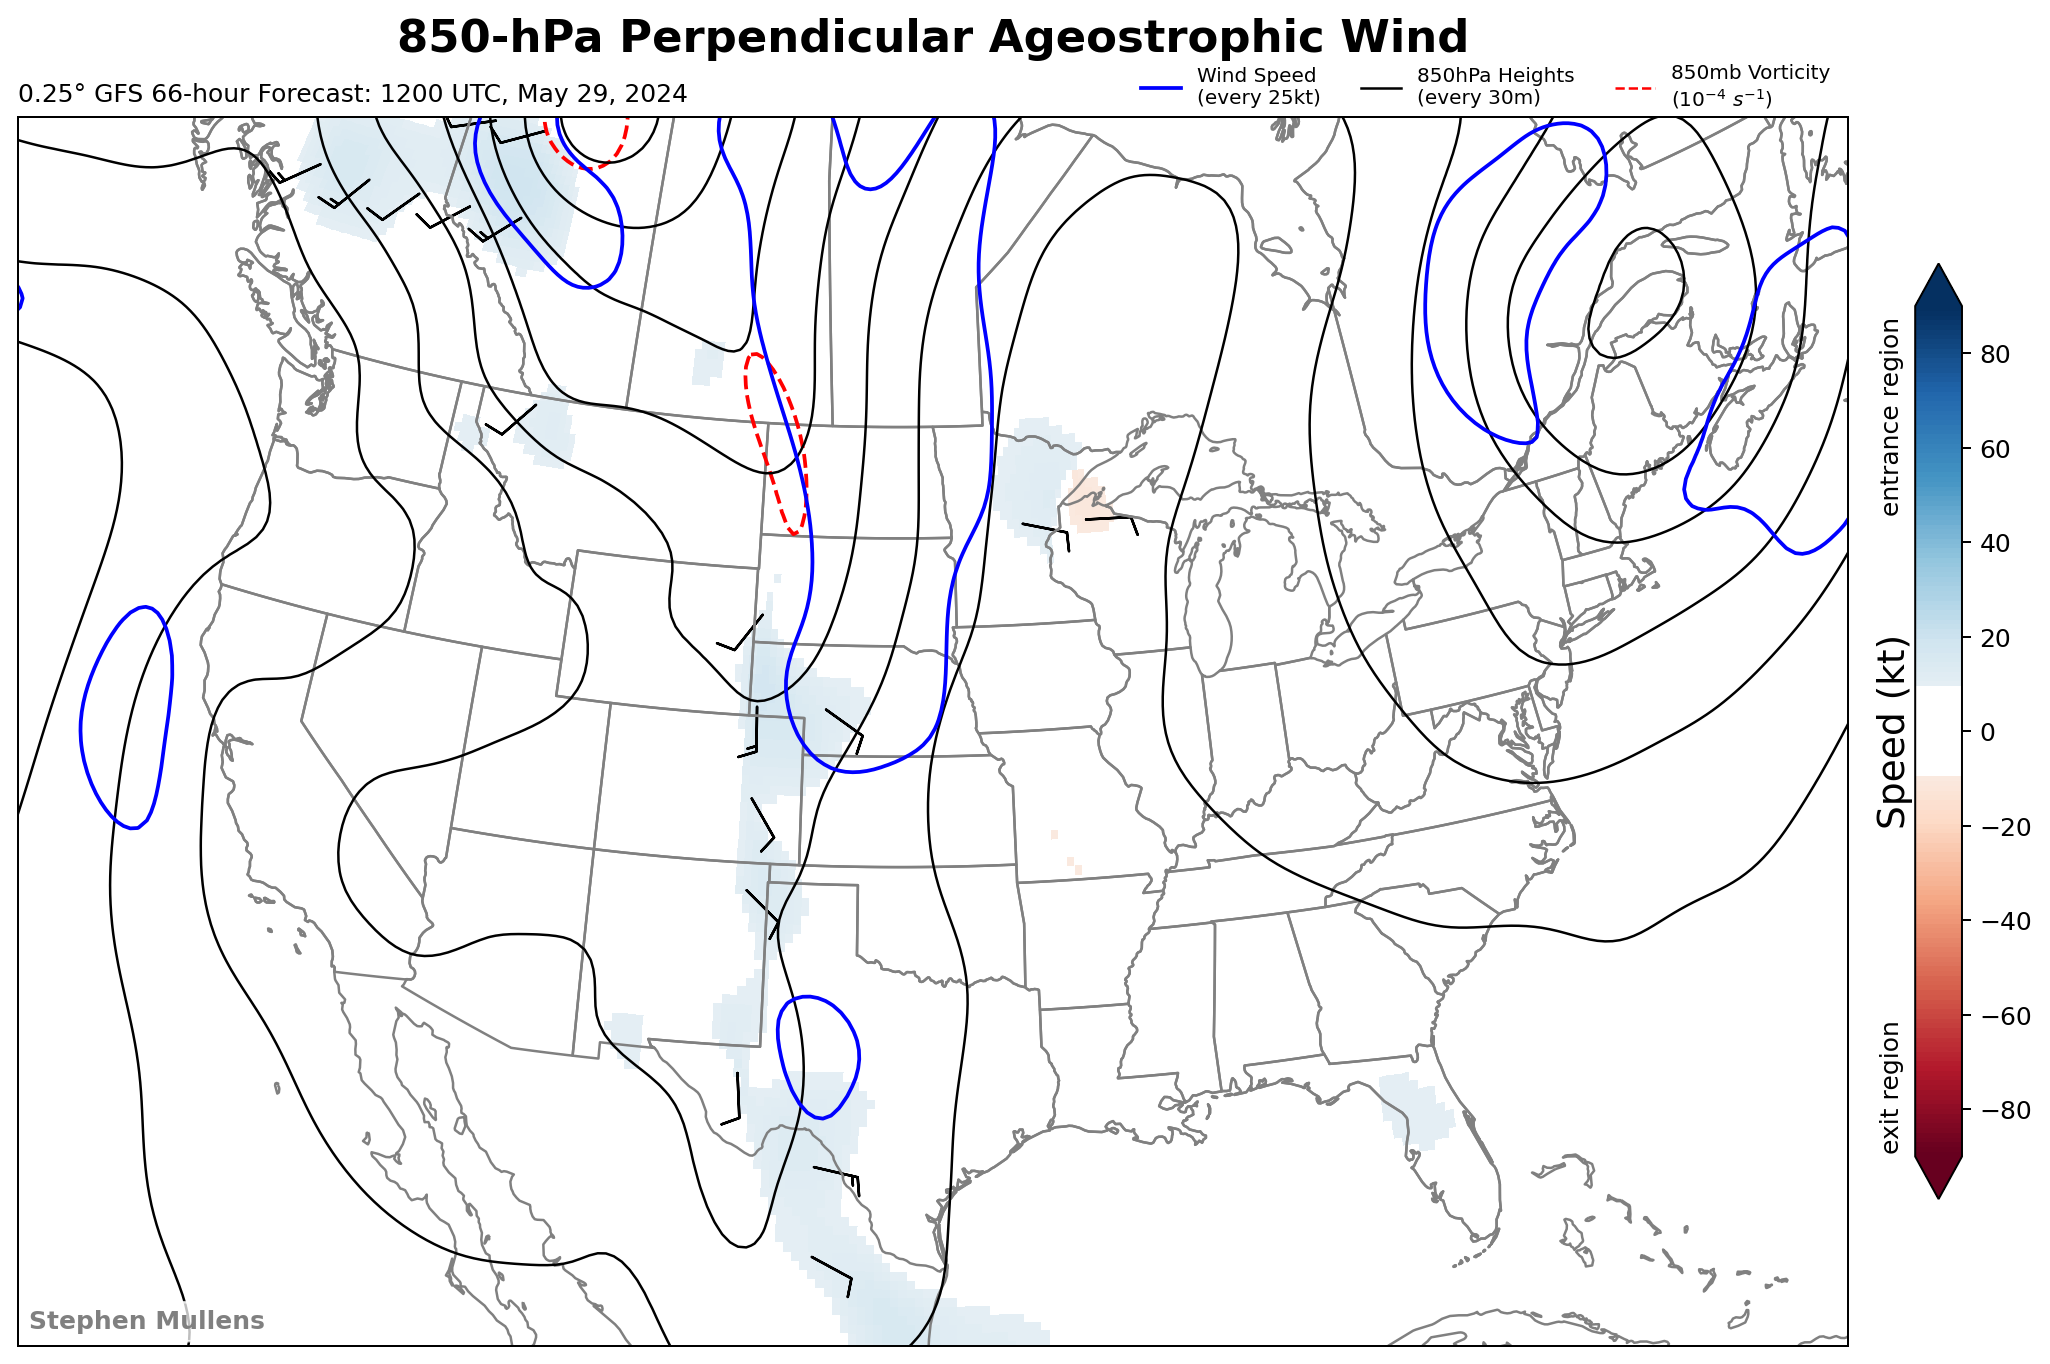 850-hPa Perpendicular Ageostrophic Wind
0.25° GFS 66-hour Forecast: 1200 UTC, May 29, 2024
Wind Speed
(every 25kt)
850hPa Heights
(every 30m)
850mb Vorticity
(10⁻⁴ s⁻¹)
entrance region
Speed (kt)
exit region
80
60
40
20
0
−20
−40
−60
−80
Stephen Mullens